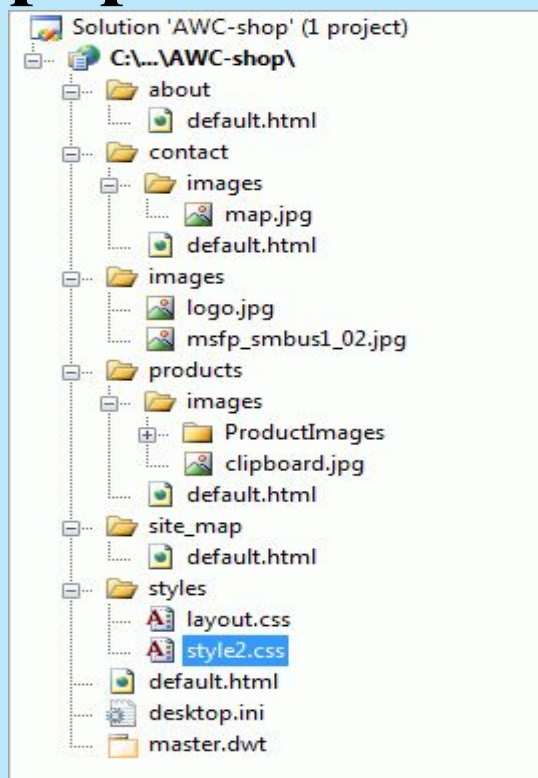 Solution 'AWC-shop' (1 project)
C:\...\AWC-shop\
about
default.html
contact
images
map.jpg
default.html
images
logo.jpg
msfp_smbus1_02.jpg
products
images
ProductImages
clipboard.jpg
default.html
site_map
default.html
styles
layout.css
style2.css
default.html
desktop.ini
master.dwt